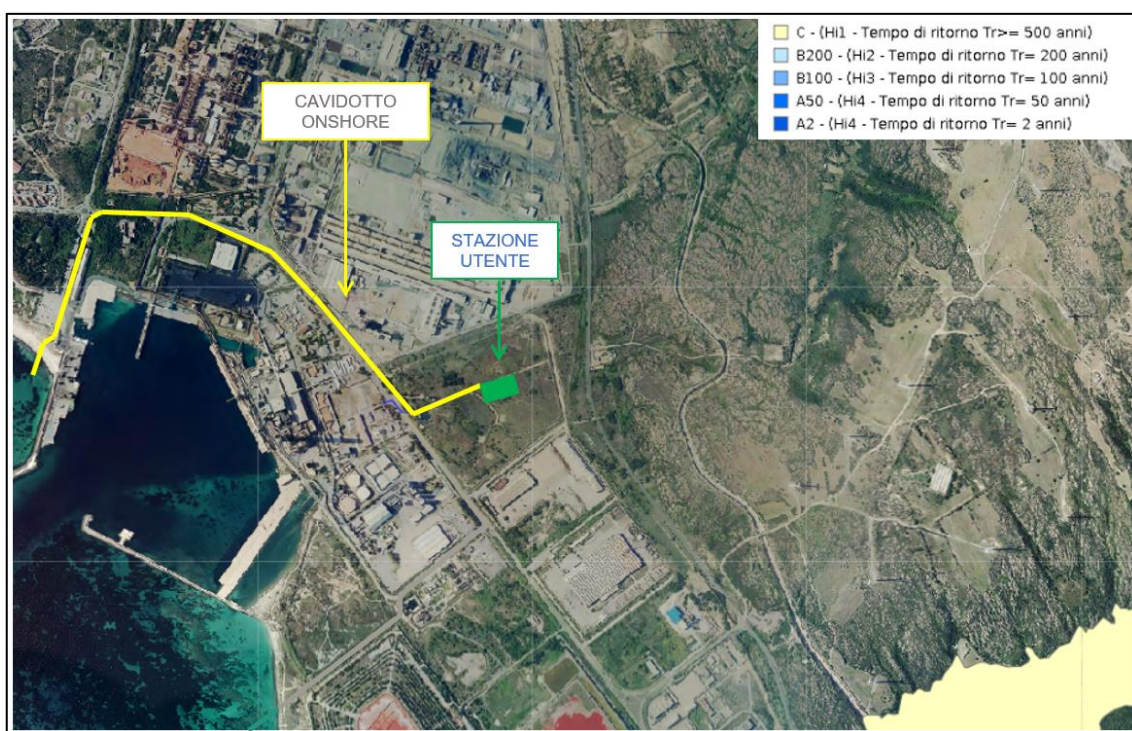 C - (Hi1 - Tempo di ritorno Tr>= 500 anni)
B200 - (Hi2 - Tempo di ritorno Tr= 200 anni)
B100 - (Hi3 - Tempo di ritorno Tr= 100 anni)
A50 - (Hi4 - Tempo di ritorno Tr= 50 anni)
A2 - (Hi4 - Tempo di ritorno Tr= 2 anni)
CAVIDOTTO
ONSHORE
STAZIONE
UTENTE